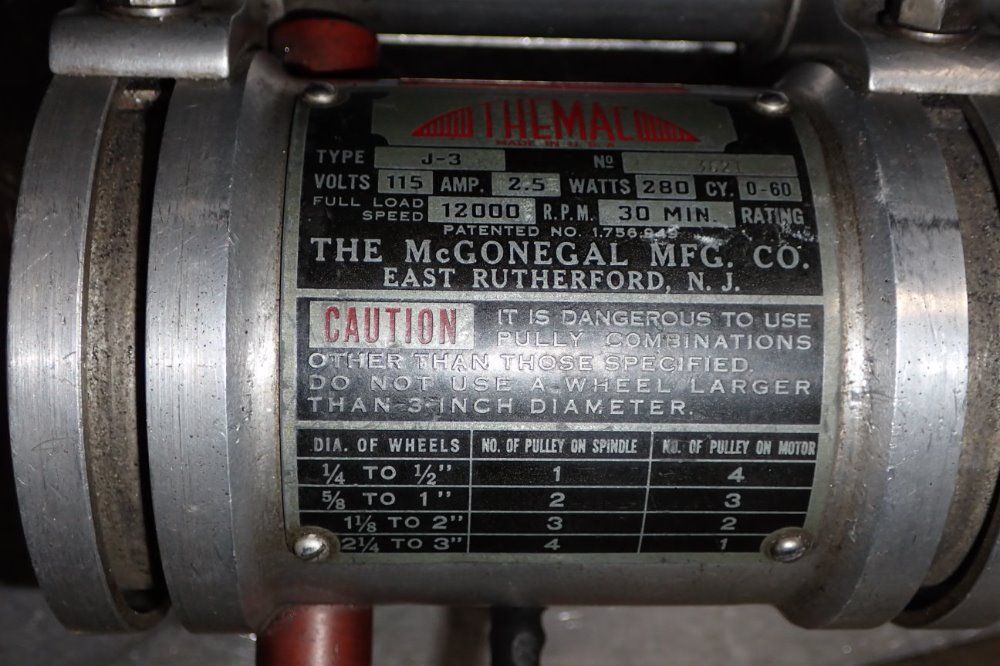 THEMAC
MADE IN U.S.A
TYPE J-3 No 3621
VOLTS 115 AMP. 2.5 WATTS 280 CY. 0-60
FULL LOAD SPEED 12000 R.P.M. 30 MIN. RATING
PATENTED NO. 1,756,945
THE McGONEGAL MFG. CO.
EAST RUTHERFORD, N. J.
CAUTION IT IS DANGEROUS TO USE
PULLY COMBINATIONS
OTHER THAN THOSE SPECIFIED.
DO NOT USE A WHEEL LARGER
THAN 3-INCH DIAMETER.
DIA. OF WHEELS NO. OF PULLEY ON SPINDLE NO. OF PULLEY ON MOTOR
1/4 TO 1/2" 1 4
5/8 TO 1" 2 3
1 1/8 TO 2" 3 2
2 1/4 TO 3" 4 1